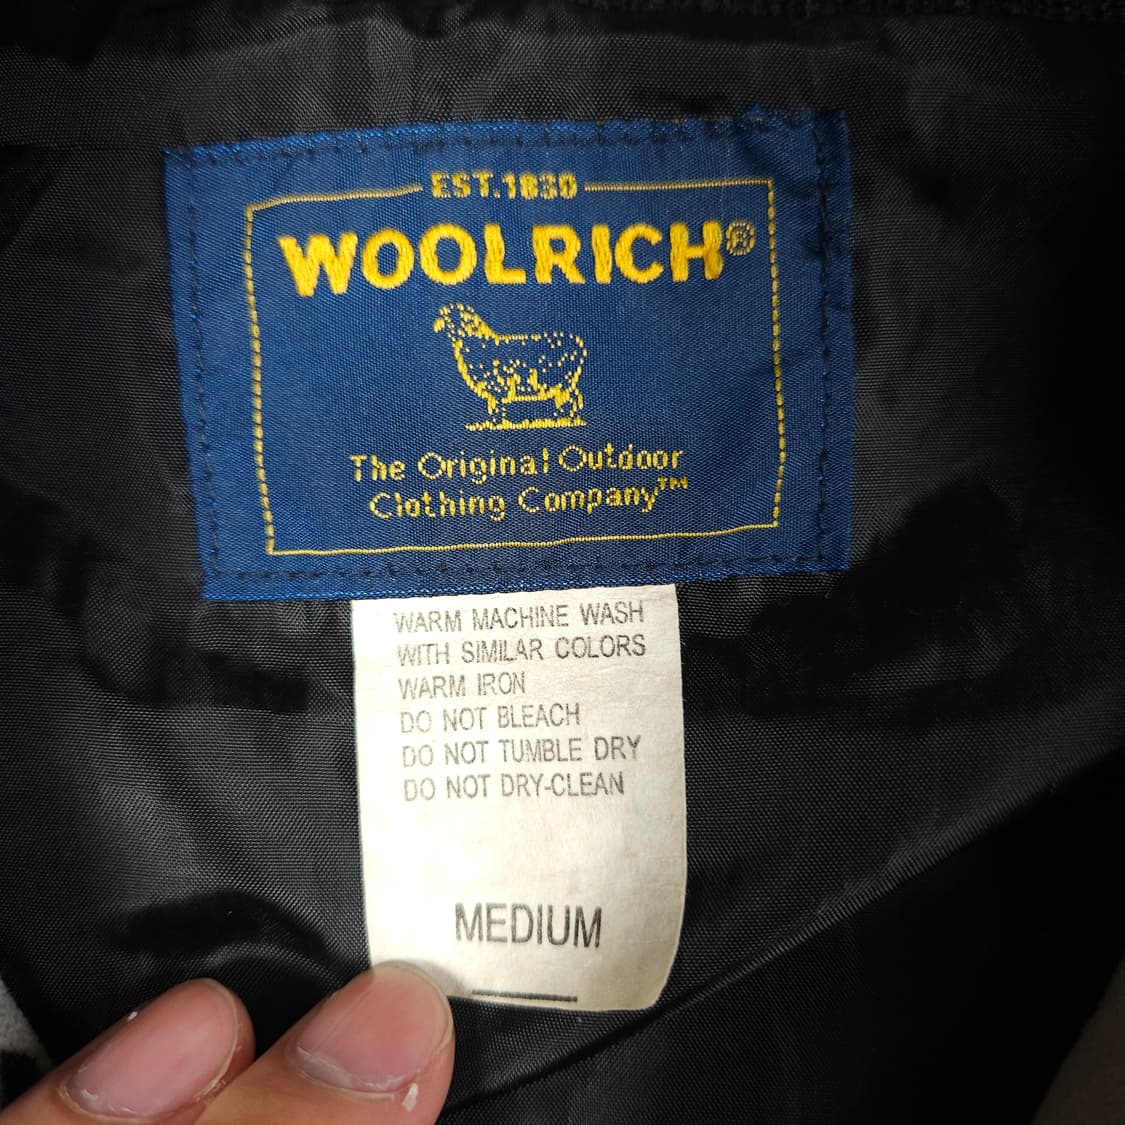 EST.1830
WOOLRICH®
The Original Outdoor
Clothing Company™
WARM MACHINE WASH
WITH SIMILAR COLORS
WARM IRON
DO NOT BLEACH
DO NOT TUMBLE DRY
DO NOT DRY-CLEAN
MEDIUM